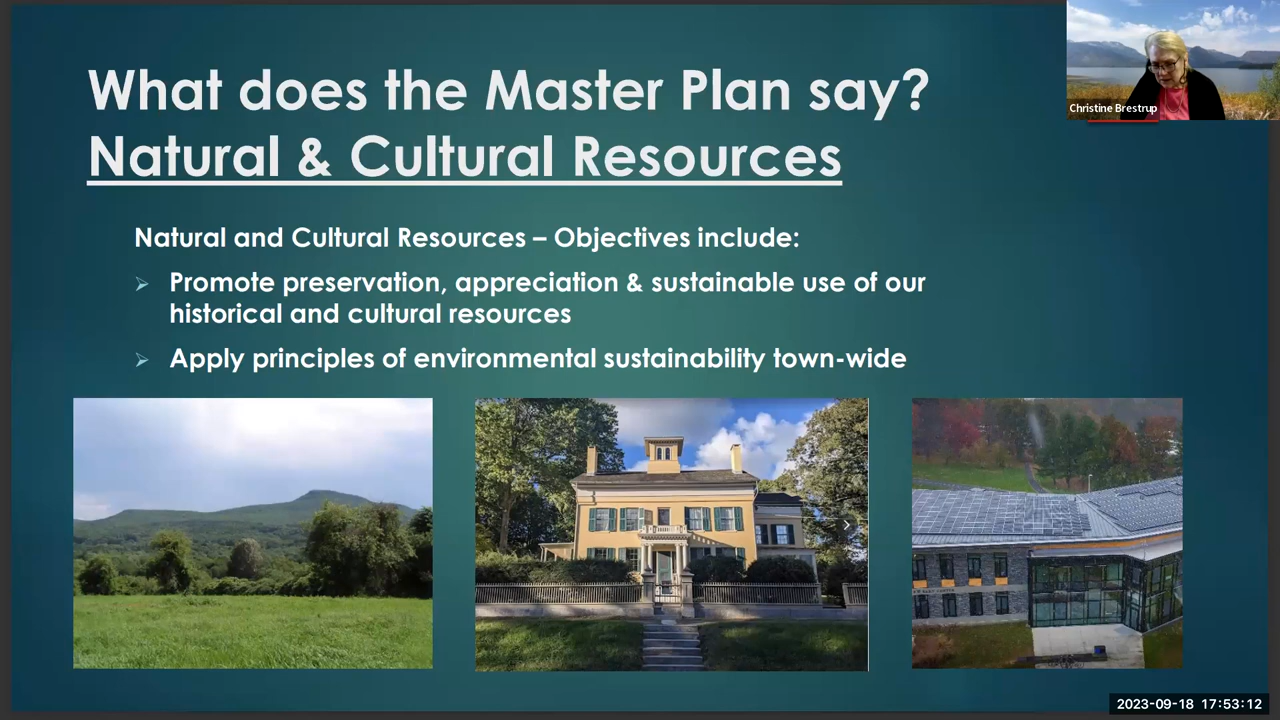 What does the Master Plan say?
Natural & Cultural Resources
Christine Brestrup
Natural and Cultural Resources – Objectives include:
Promote preservation, appreciation & sustainable use of our
historical and cultural resources
Apply principles of environmental sustainability town-wide
2023-09-18 17:53:12